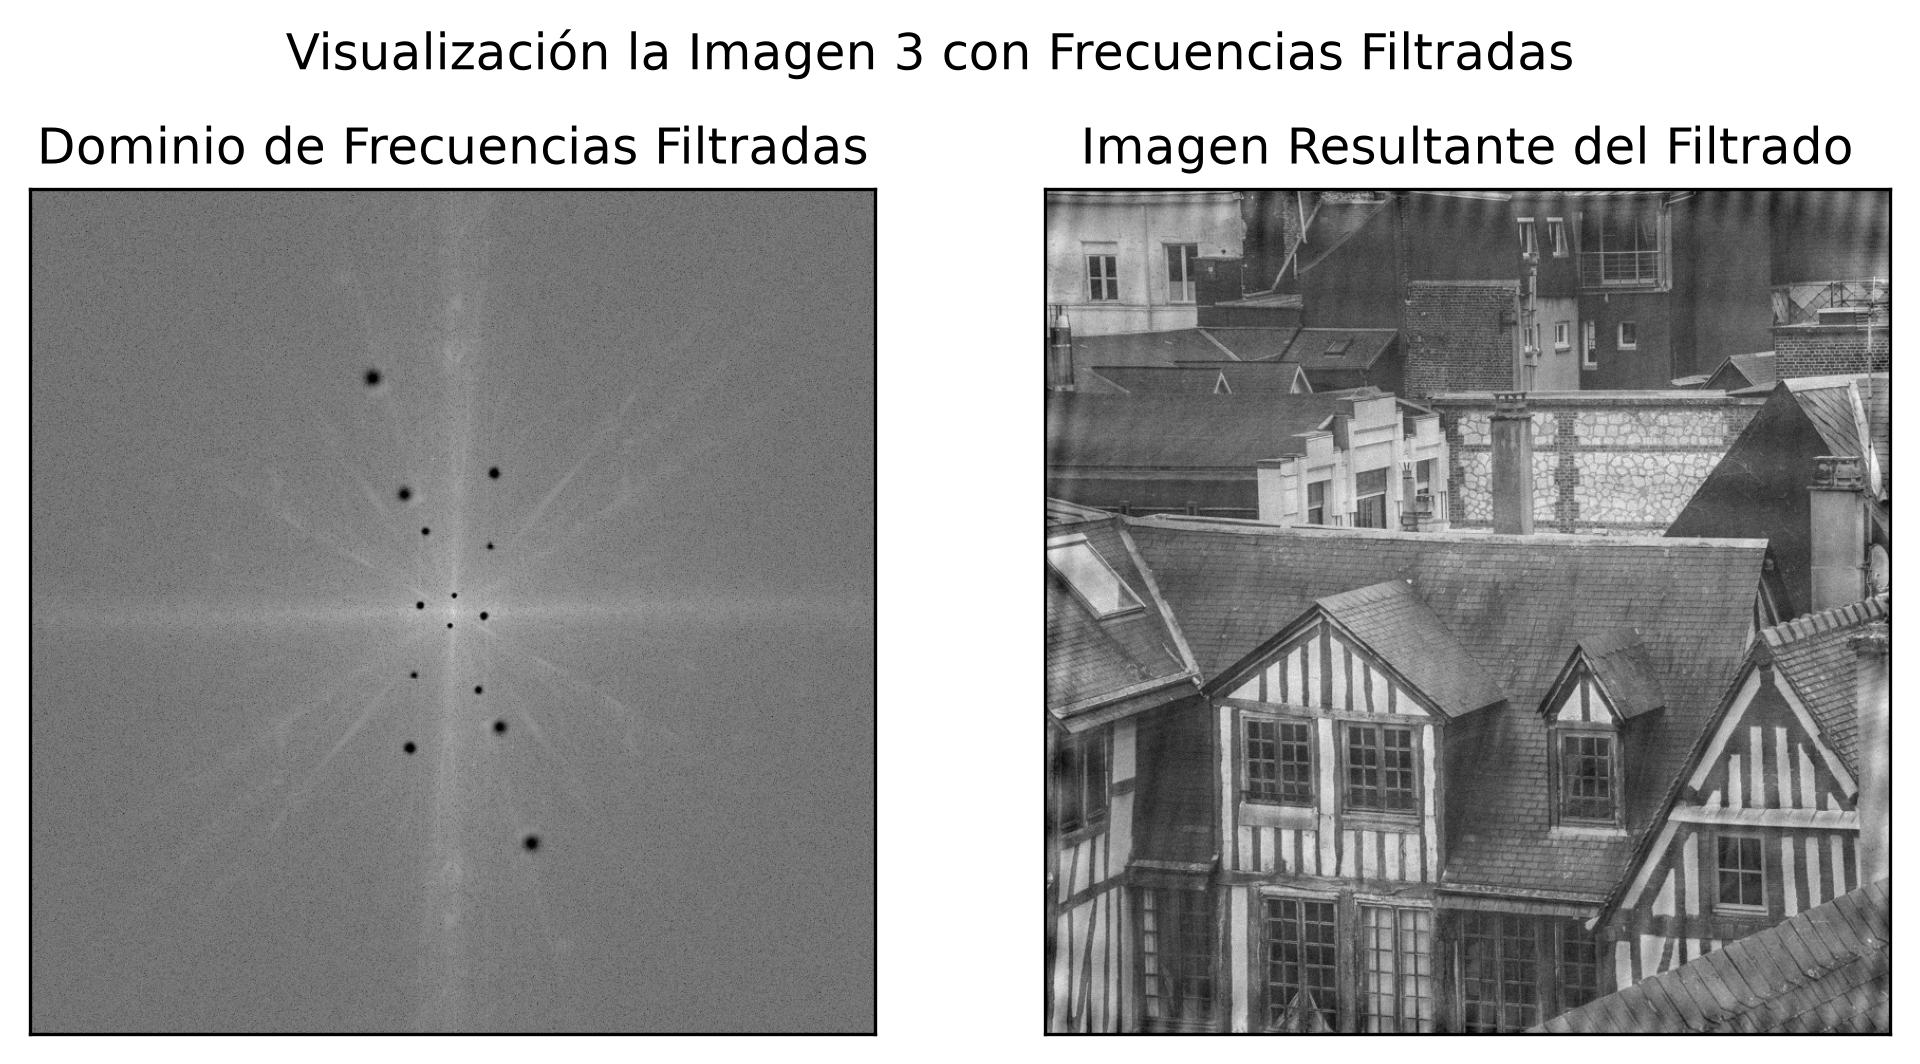 Visualización la Imagen 3 con Frecuencias Filtradas
Dominio de Frecuencias Filtradas
Imagen Resultante del Filtrado